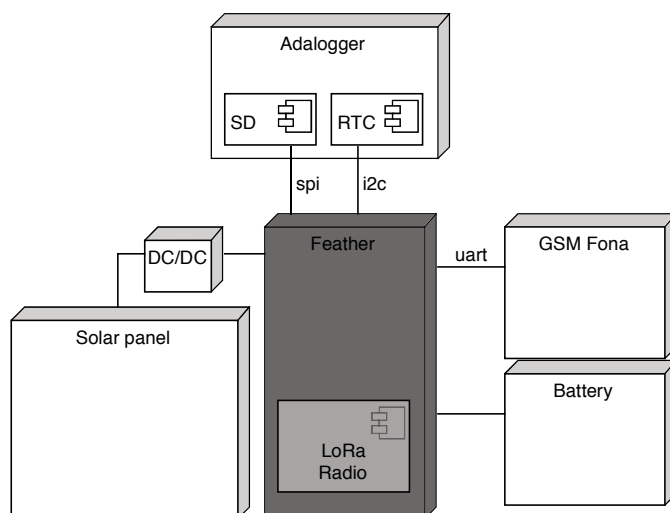 Adalogger
SD
RTC
spi
i2c
DC/DC
Feather
uart
GSM Fona
Solar panel
Battery
LoRa
Radio